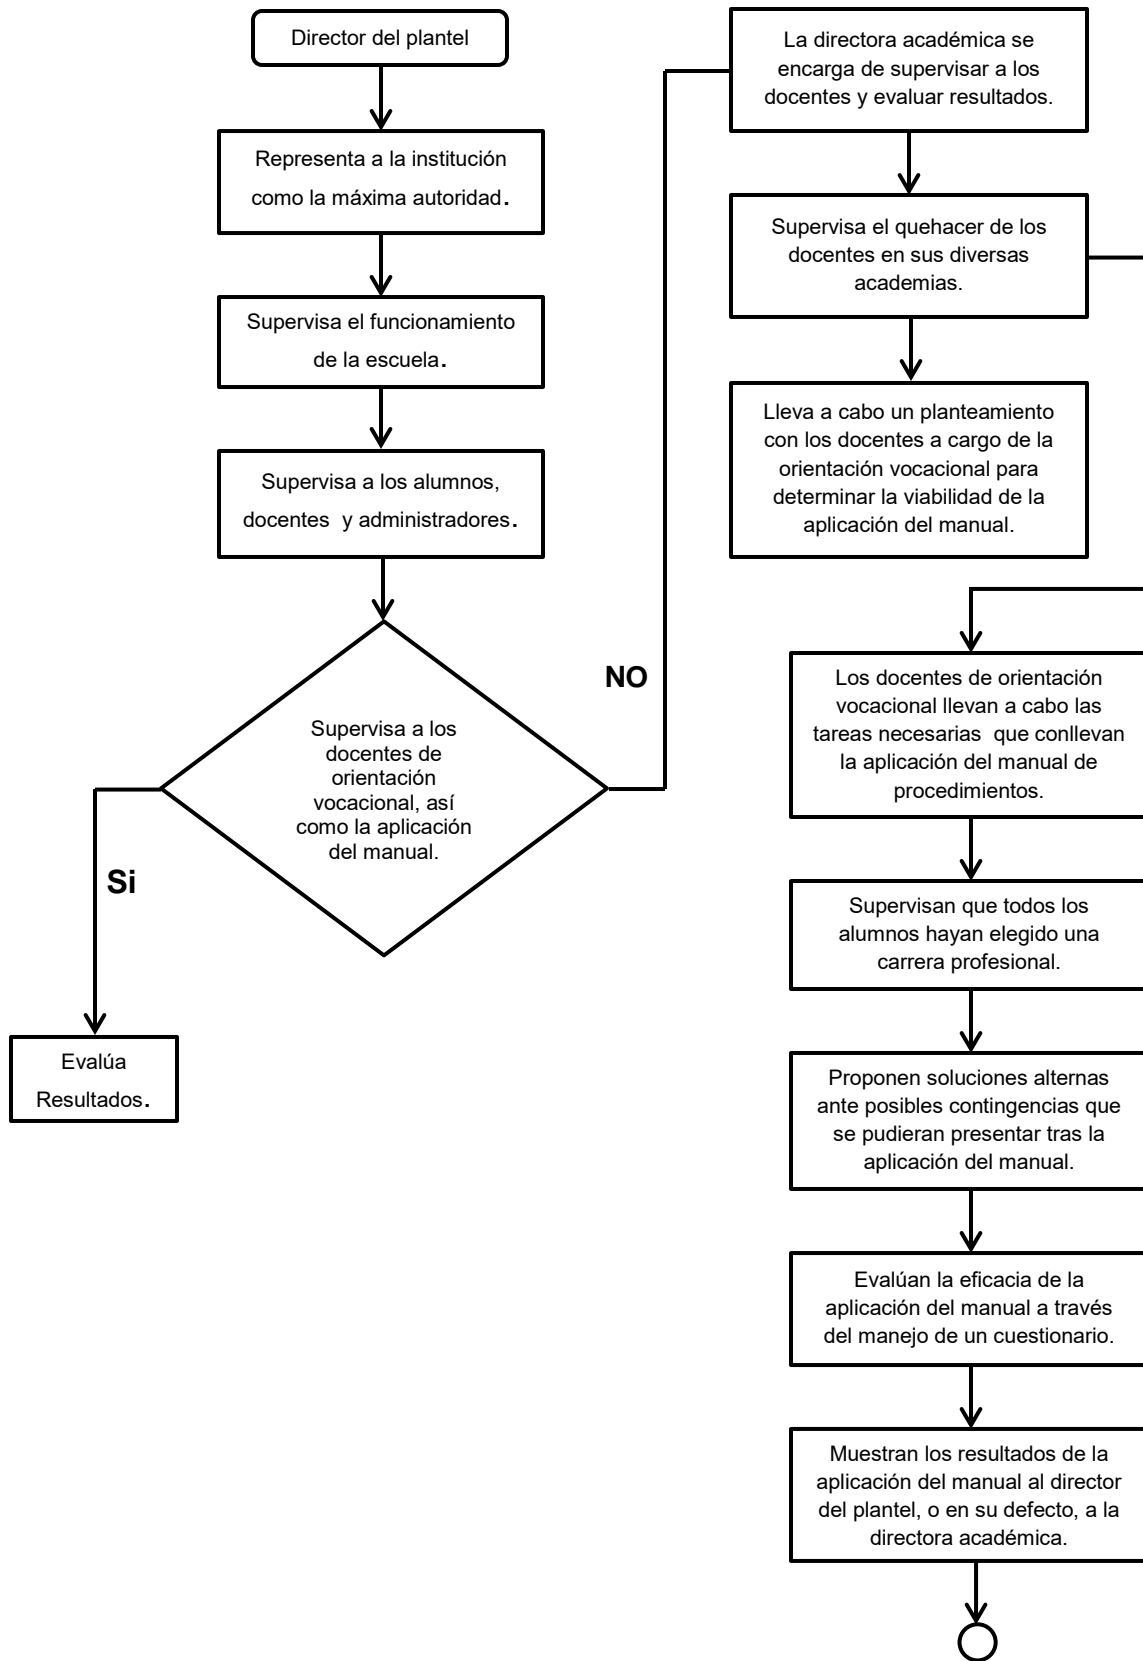 Director del plantel
Representa a la institución
como la máxima autoridad.
Supervisa el funcionamiento
de la escuela.
Supervisa a los alumnos,
docentes  y administradores.
Supervisa a los
docentes de
orientación
vocacional, así
como la aplicación
del manual.
NO
Si
Evalúa
Resultados.
La directora académica se
encarga de supervisar a los
docentes y evaluar resultados.
Supervisa el quehacer de los
docentes en sus diversas
academias.
Lleva a cabo un planteamiento
con los docentes a cargo de la
orientación vocacional para
determinar la viabilidad de la
aplicación del manual.
Los docentes de orientación
vocacional llevan a cabo las
tareas necesarias  que conllevan
la aplicación del manual de
procedimientos.
Supervisan que todos los
alumnos hayan elegido una
carrera profesional.
Proponen soluciones alternas
ante posibles contingencias que
se pudieran presentar tras la
aplicación del manual.
Evalúan la eficacia de la
aplicación del manual a través
del manejo de un cuestionario.
Muestran los resultados de la
aplicación del manual al director
del plantel, o en su defecto, a la
directora académica.